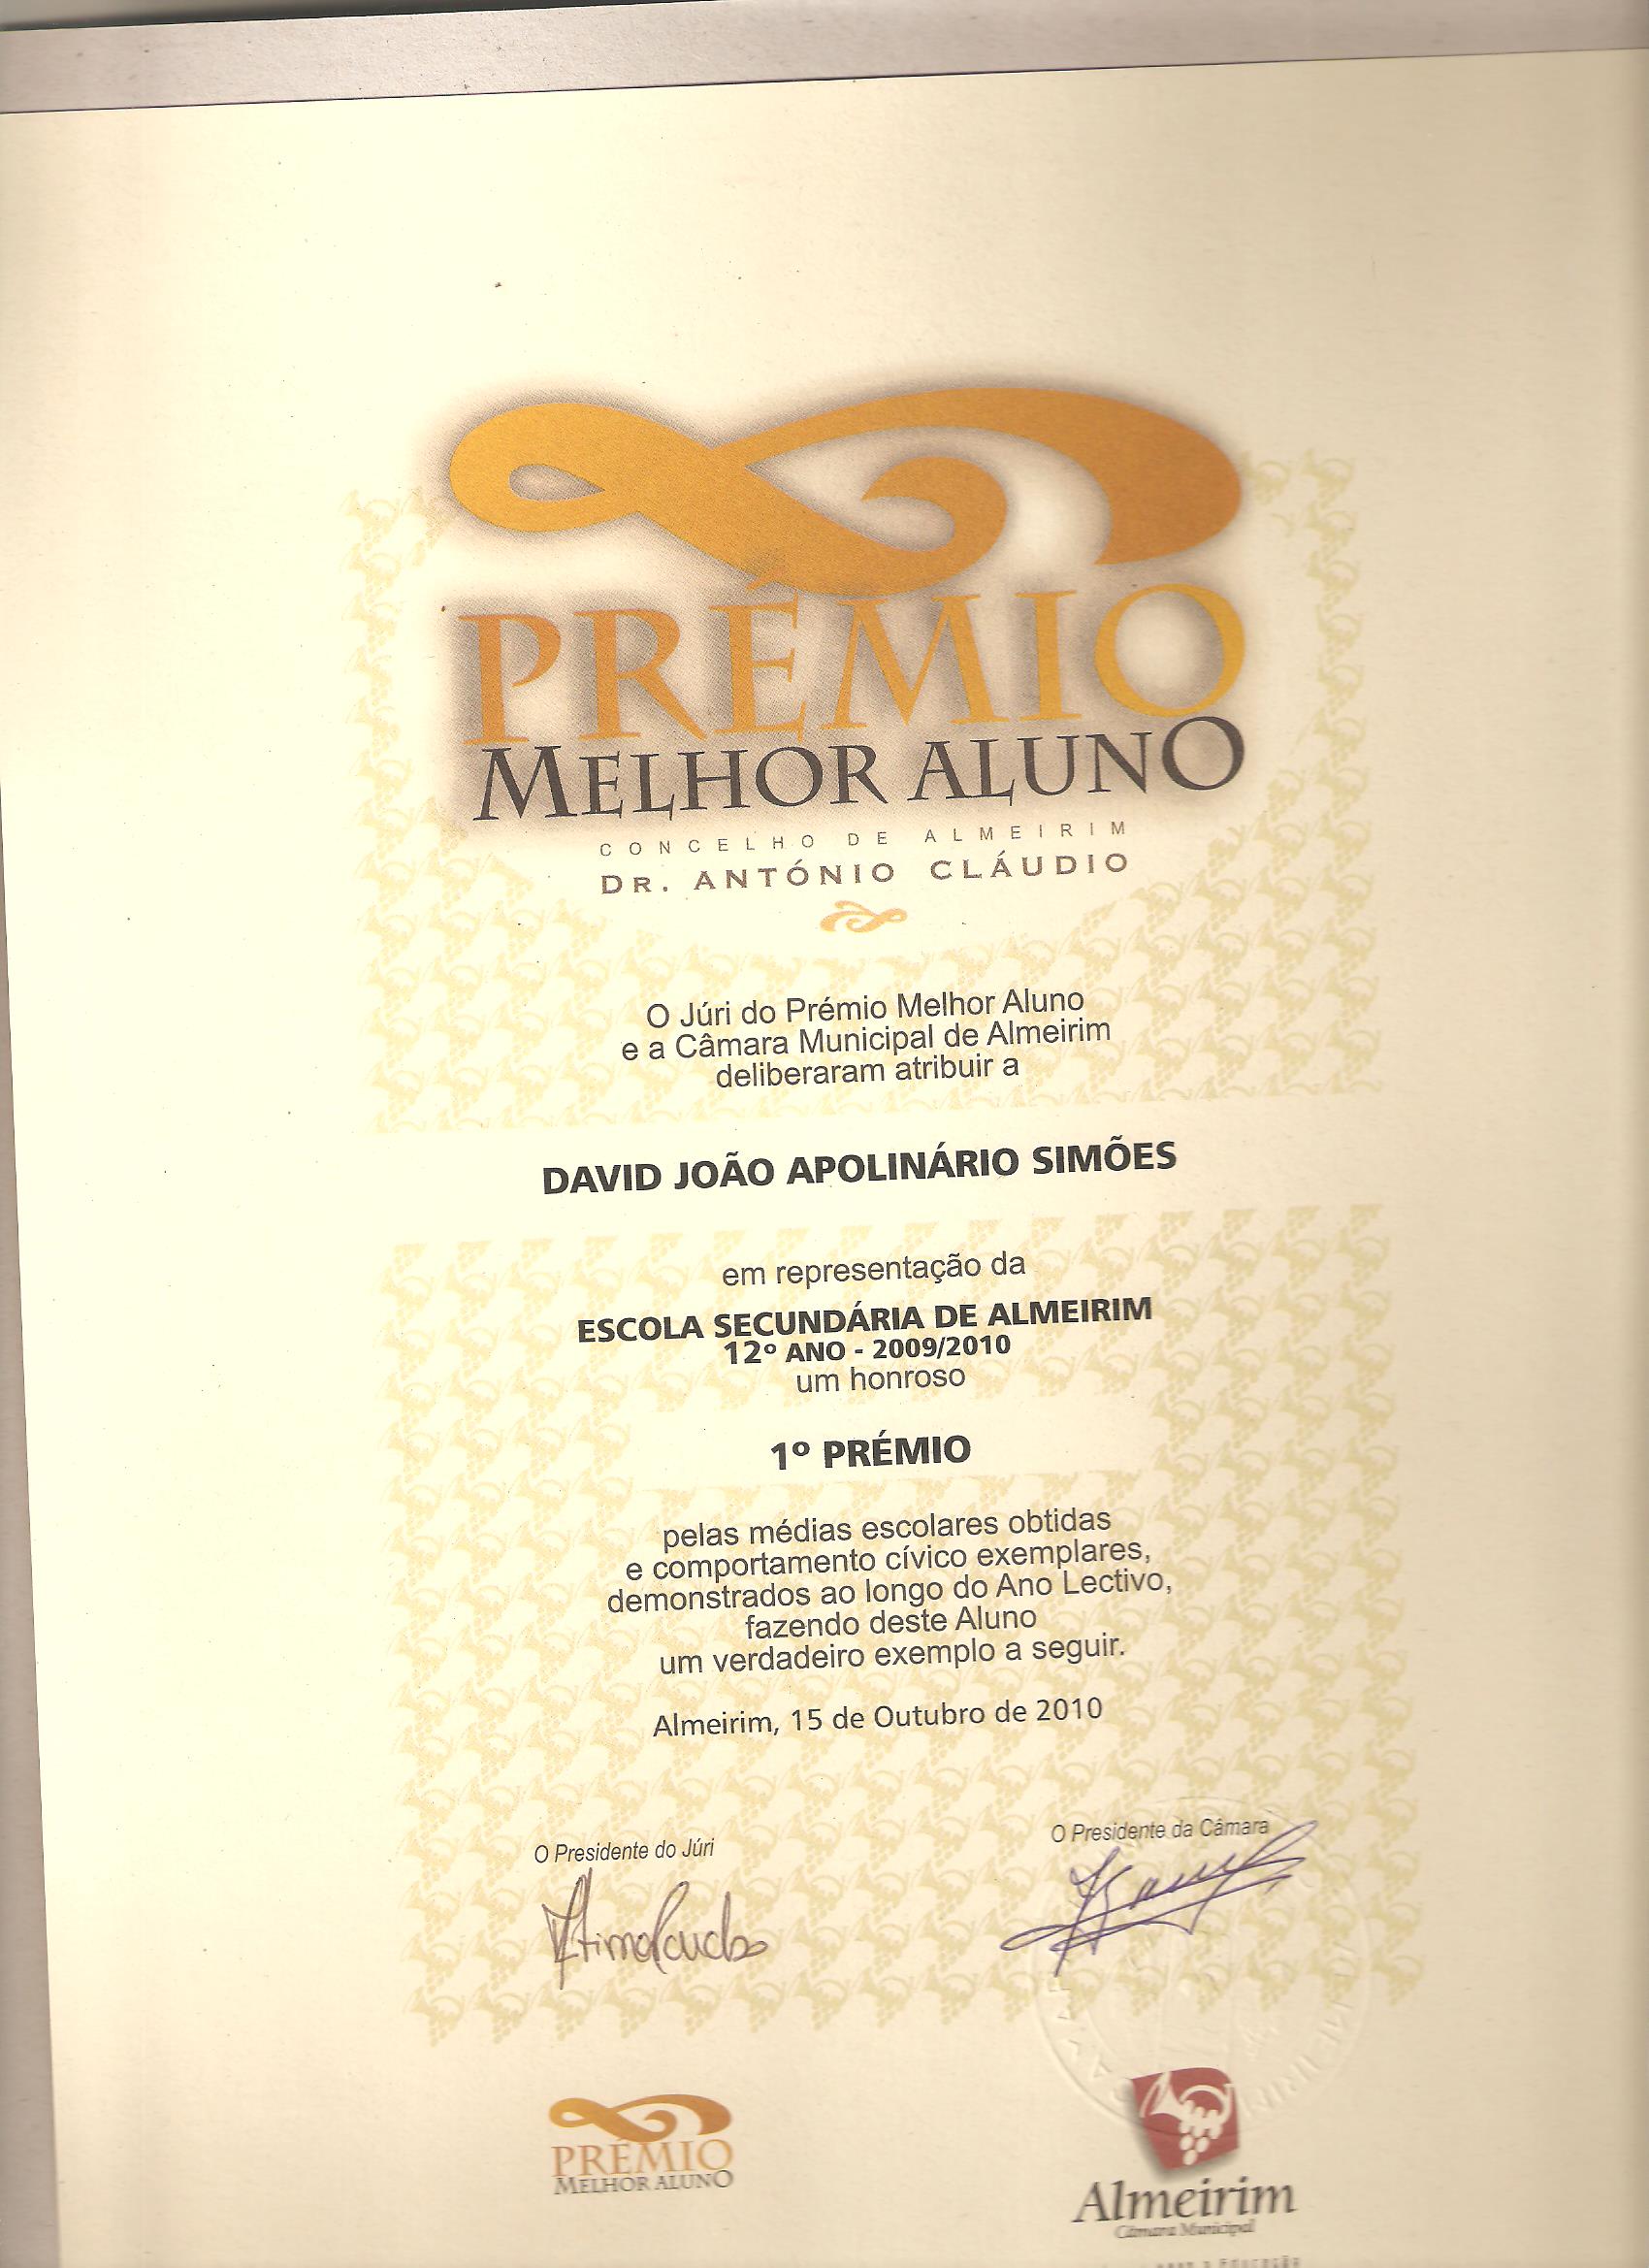 PRÉMIO
MELHOR ALUNO
CONCELHO DE ALMEIRIM
DR. ANTÓNIO CLÁUDIO
O Júri do Prémio Melhor Aluno
e a Câmara Municipal de Almeirim
deliberaram atribuir a
DAVID JOÃO APOLINÁRIO SIMÕES
em representação da
ESCOLA SECUNDÁRIA DE ALMEIRIM
12º ANO - 2009/2010
um honroso
1º PRÉMIO
pelas médias escolares obtidas
e comportamento cívico exemplares,
demonstrados ao longo do Ano Lectivo,
fazendo deste Aluno
um verdadeiro exemplo a seguir.
Almeirim, 15 de Outubro de 2010
O Presidente do Júri
O Presidente da Câmara
PRÉMIO
MELHOR ALUNO
Almeirim
Câmara Municipal